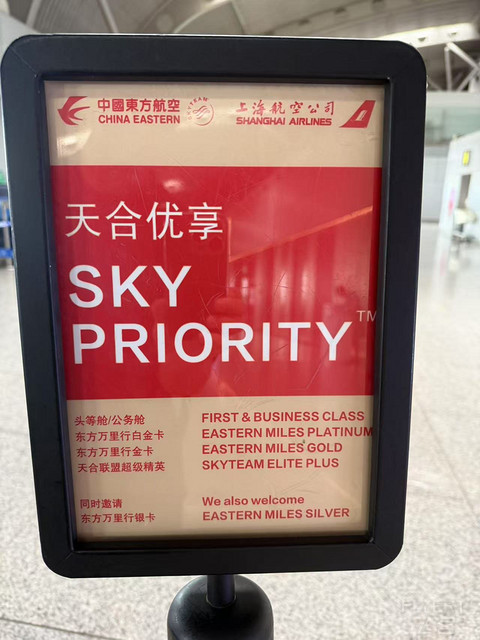 中國東方航空
CHINA EASTERN
SKYTEAM
上海航空公司
SHANGHAI AIRLINES
天合优享
SKY
PRIORITY™
头等舱/公务舱
东方万里行白金卡
东方万里行金卡
天合联盟超级精英
FIRST & BUSINESS CLASS
EASTERN MILES PLATINUM
EASTERN MILES GOLD
SKYTEAM ELITE PLUS
同时邀请
东方万里行银卡
We also welcome
EASTERN MILES SILVER